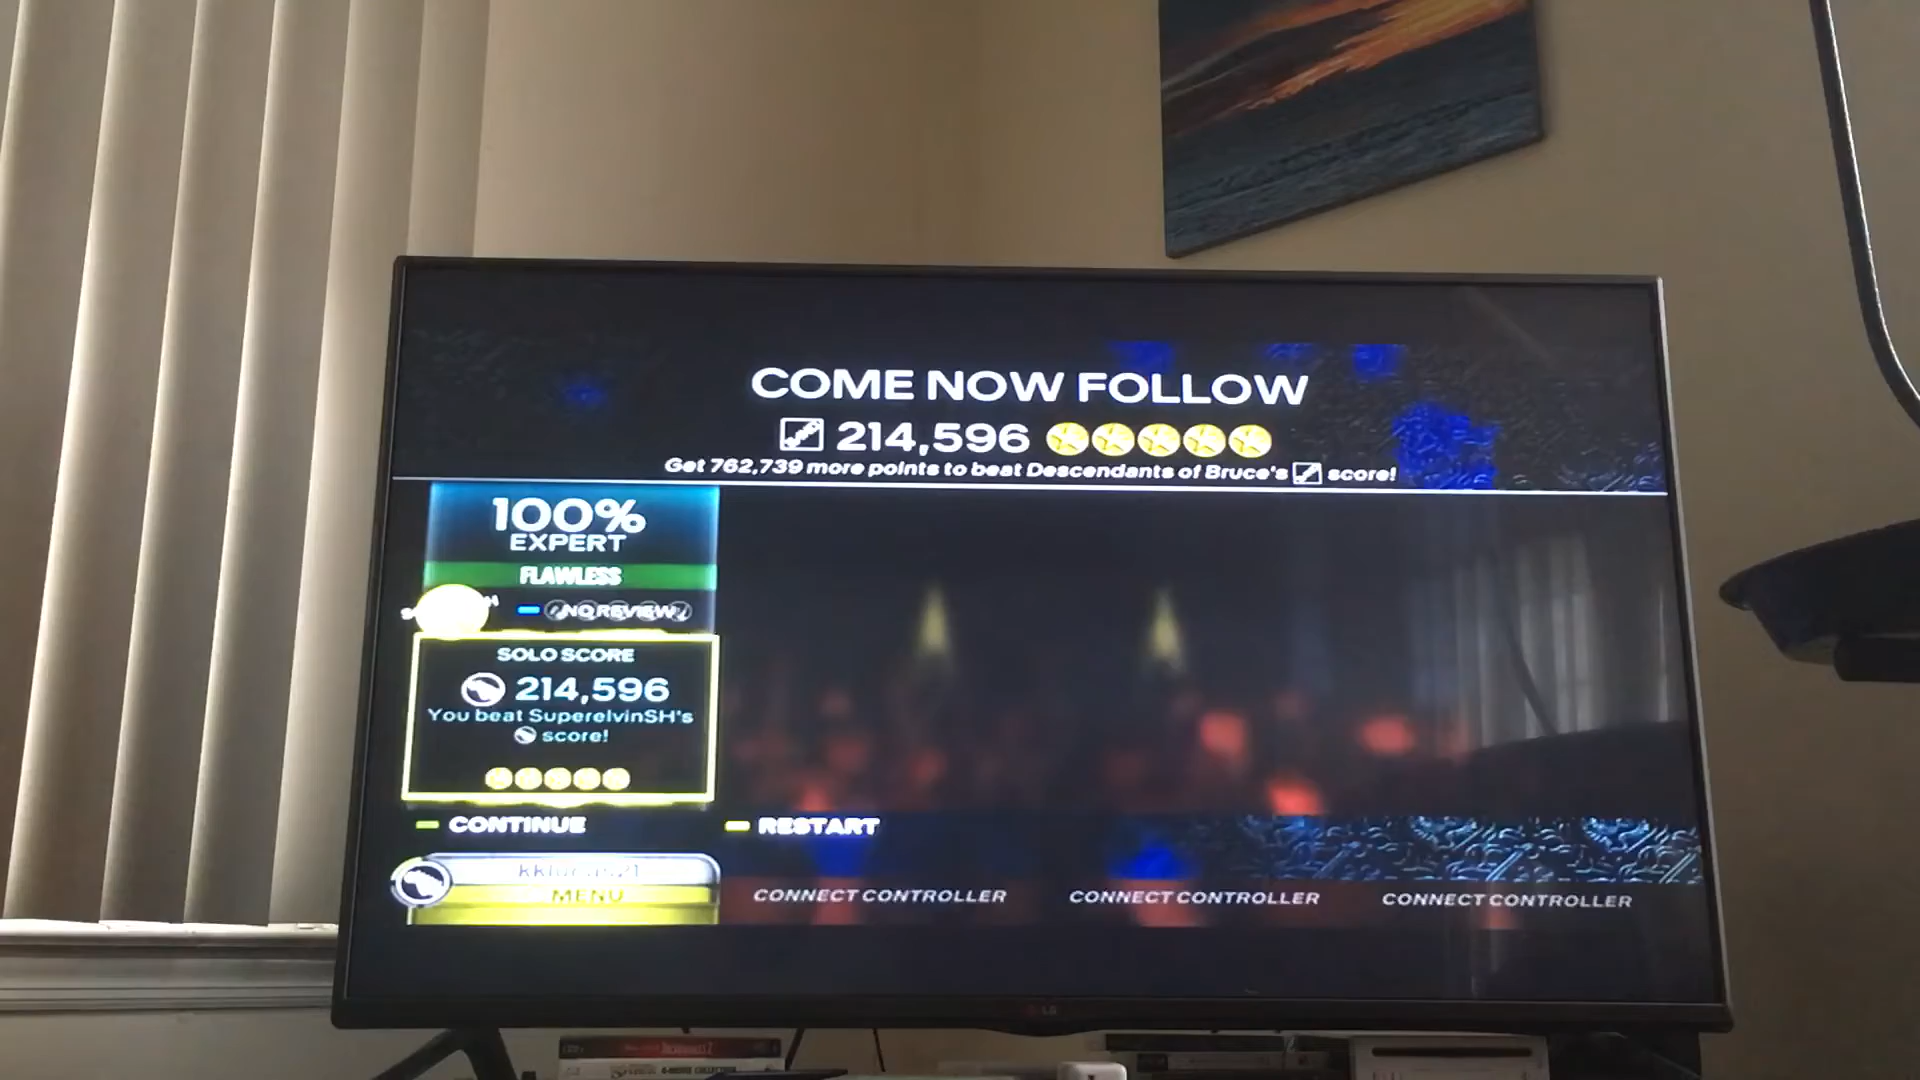 COME NOW FOLLOW
214,596
Get 762,739 more points to beat Descendants of Bruce's score!
100%
EXPERT
FLAWLESS
NO REVIEW
SOLO SCORE
214,596
You beat SuperelvinSH's
score!
CONTINUE
RESTART
MENU
CONNECT CONTROLLER
CONNECT CONTROLLER
CONNECT CONTROLLER
LG